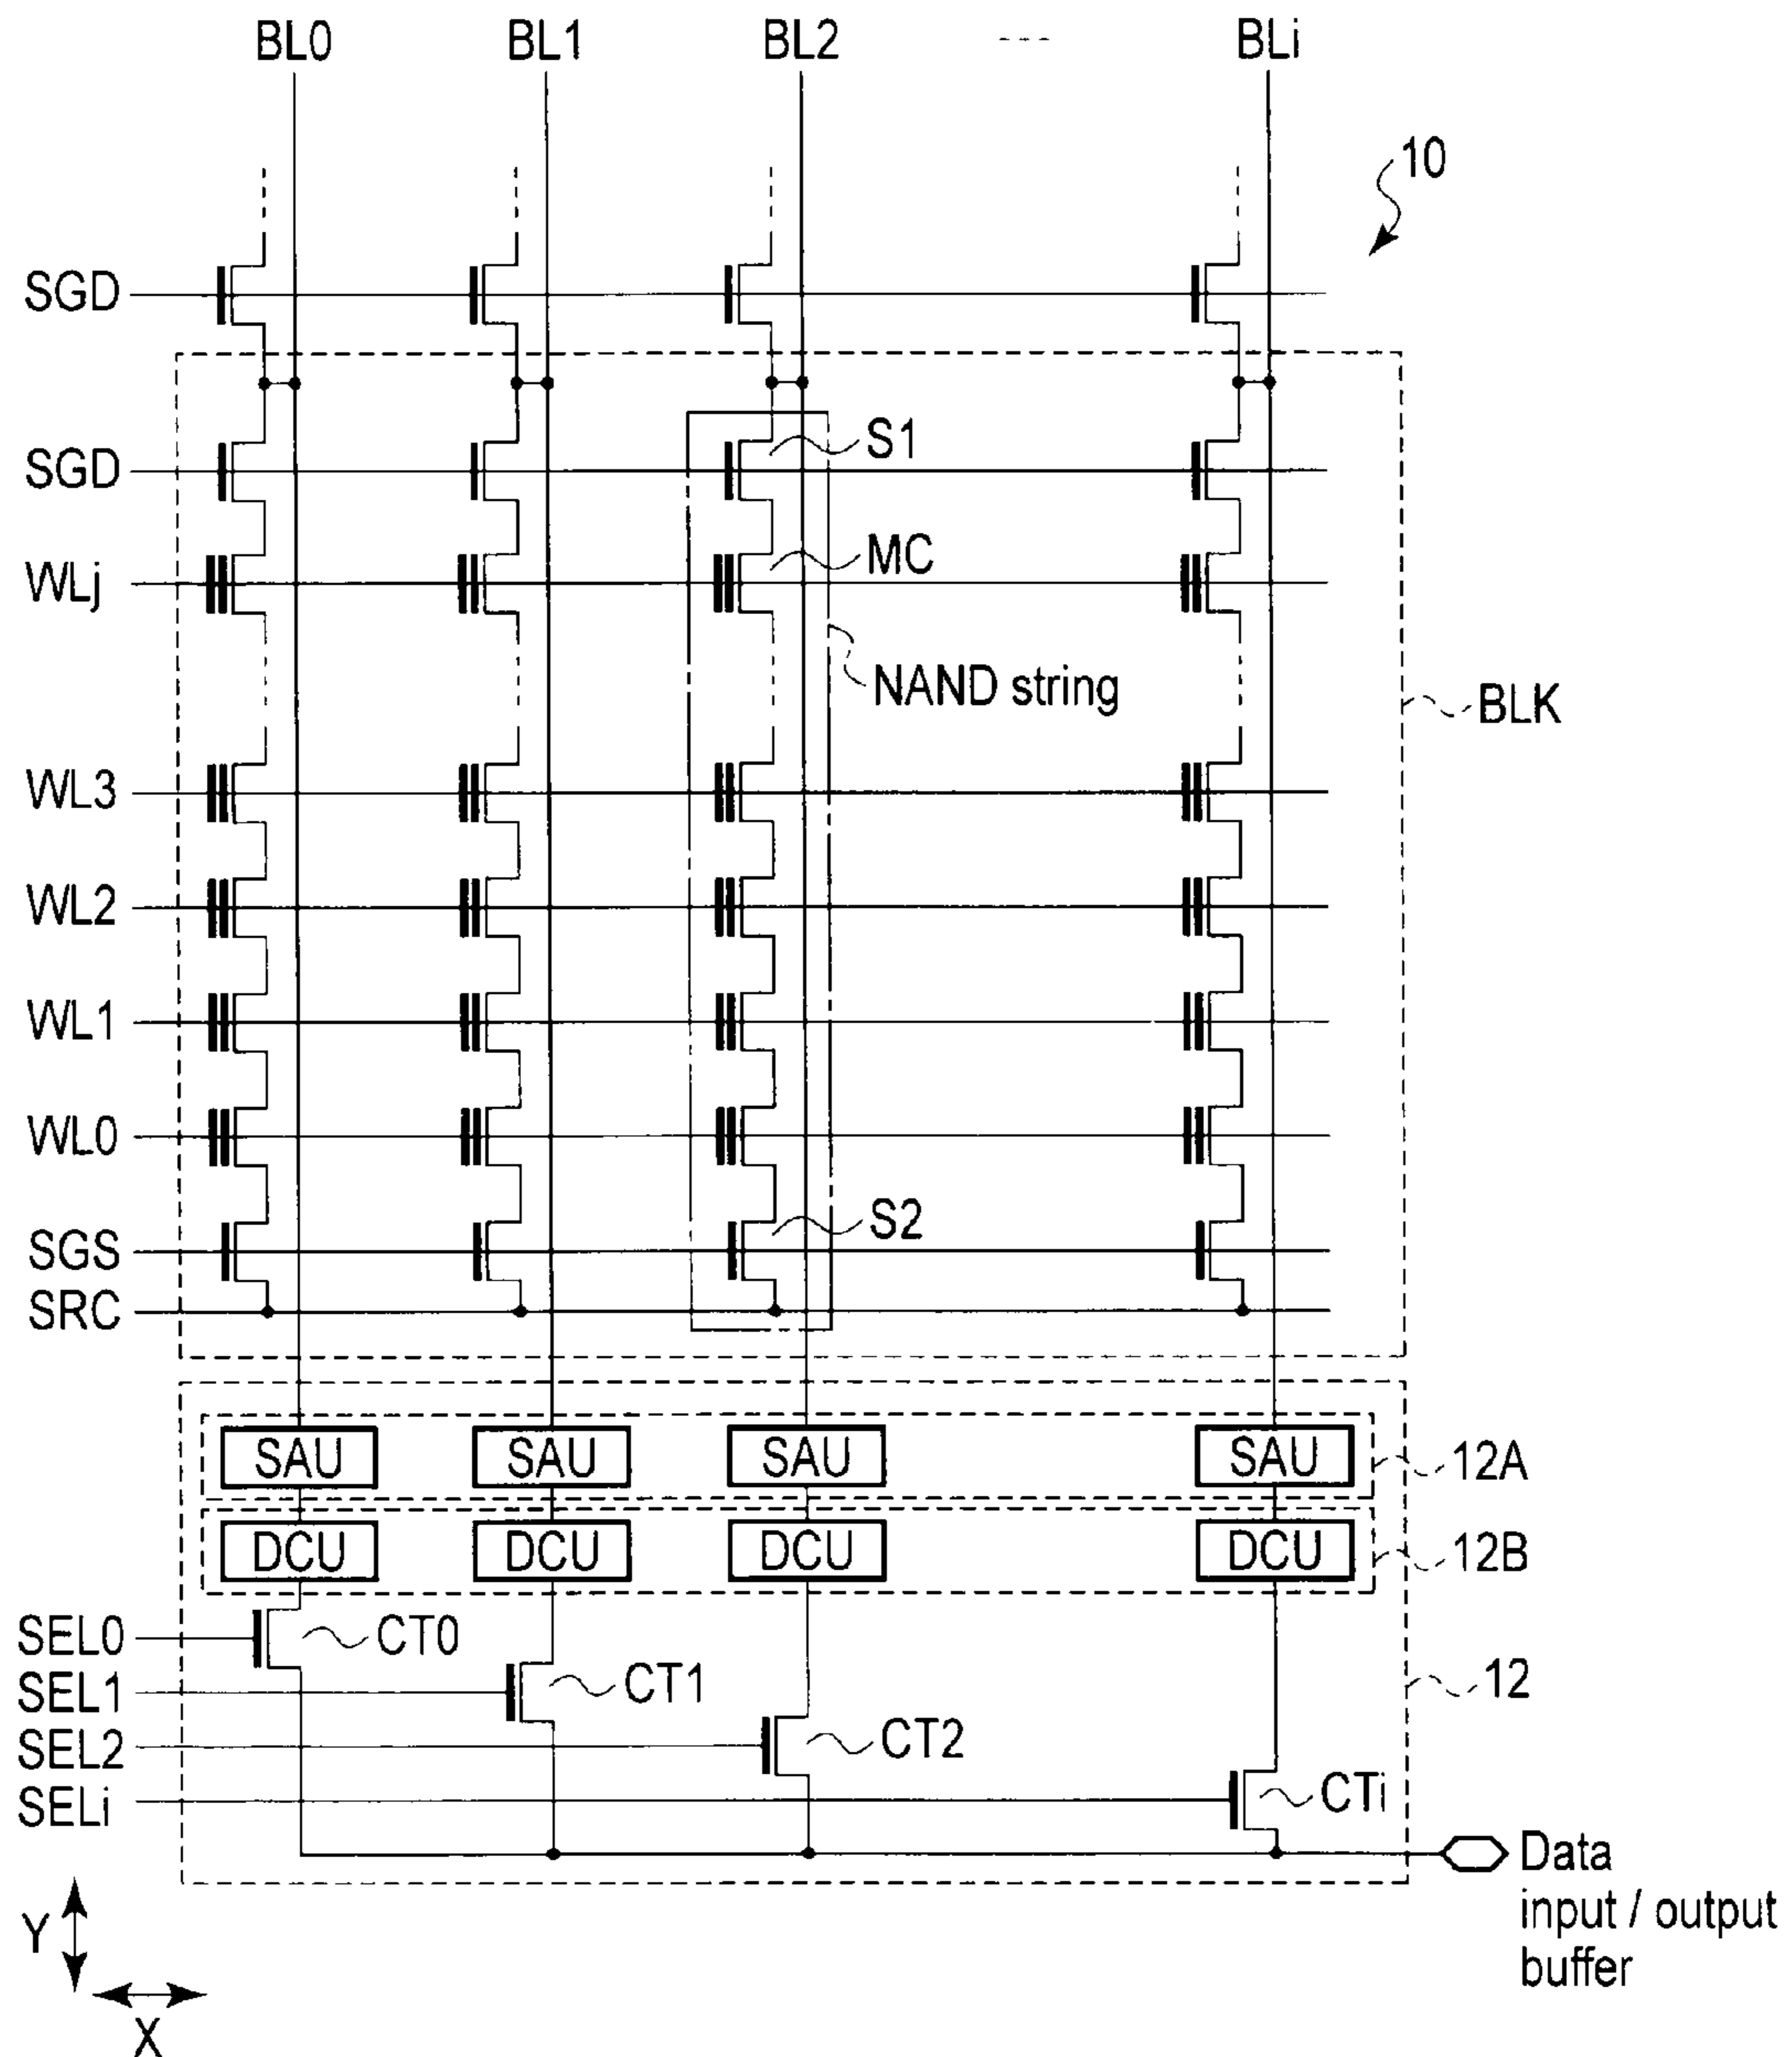 BL0 BL1 BL2 --- BLi
10
SGD
SGD
S1
WLj
MC
NAND string
BLK
WL3
WL2
WL1
WL0
SGS
S2
SRC
SAU SAU SAU SAU
12A
DCU DCU DCU DCU
12B
SEL0
CT0
SEL1
CT1
12
SEL2
CT2
SELi
CTi
Data
input / output
buffer
Y
X